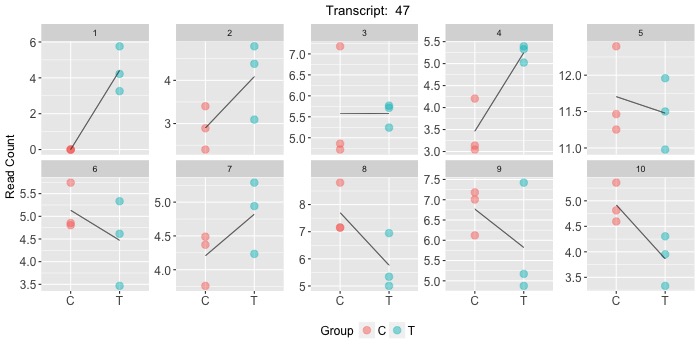 Transcript:  47
1 2 3 4 5
6 4 2 0
4 3
7.0 6.5 6.0 5.5 5.0
5.5 5.0 4.5 4.0 3.5 3.0
12.0 11.5 11.0
Read Count
6 7 8 9 10
5.5 5.0 4.5 4.0 3.5
5.0 4.5 4.0
8 7 6 5
7.5 7.0 6.5 6.0 5.5 5.0
5.0 4.5 4.0 3.5
C T C T C T C T C T
Group C T